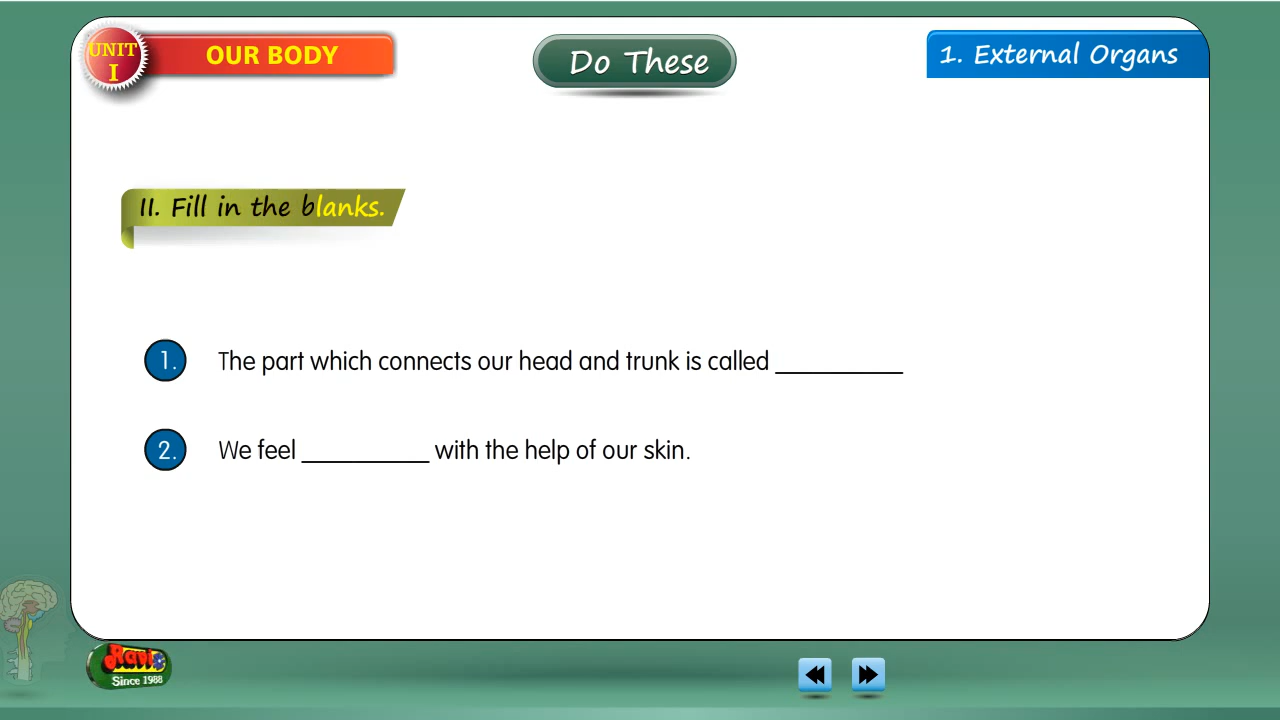 UNIT
I
OUR BODY
Do These
1. External Organs
II. Fill in the blanks.
1. The part which connects our head and trunk is called __________
2. We feel __________ with the help of our skin.
Since 1988